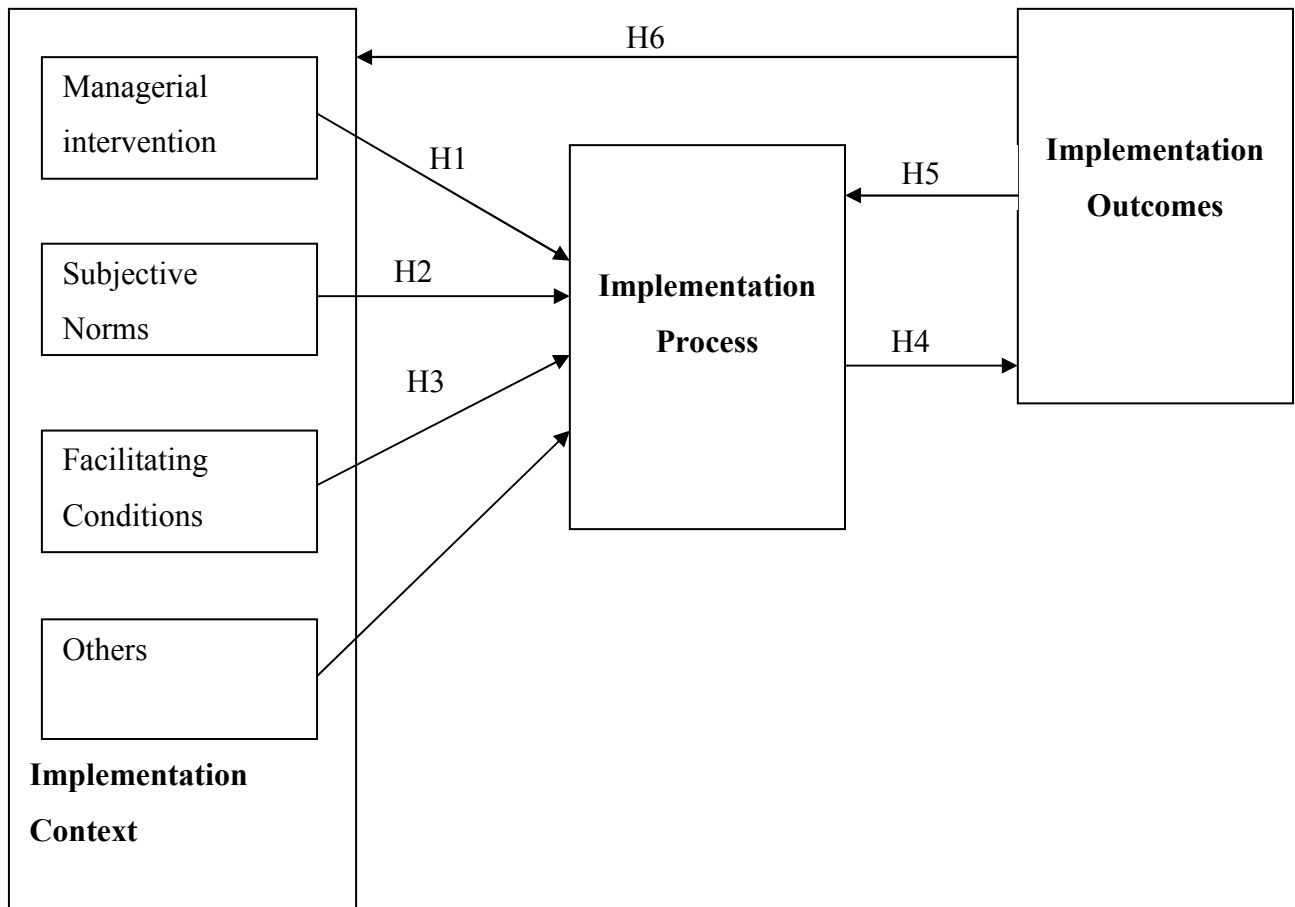 H6
Managerial
intervention
H1
Implementation
Outcomes
H5
Subjective
Norms
H2
Implementation
Process
H4
H3
Facilitating
Conditions
Others
Implementation
Context